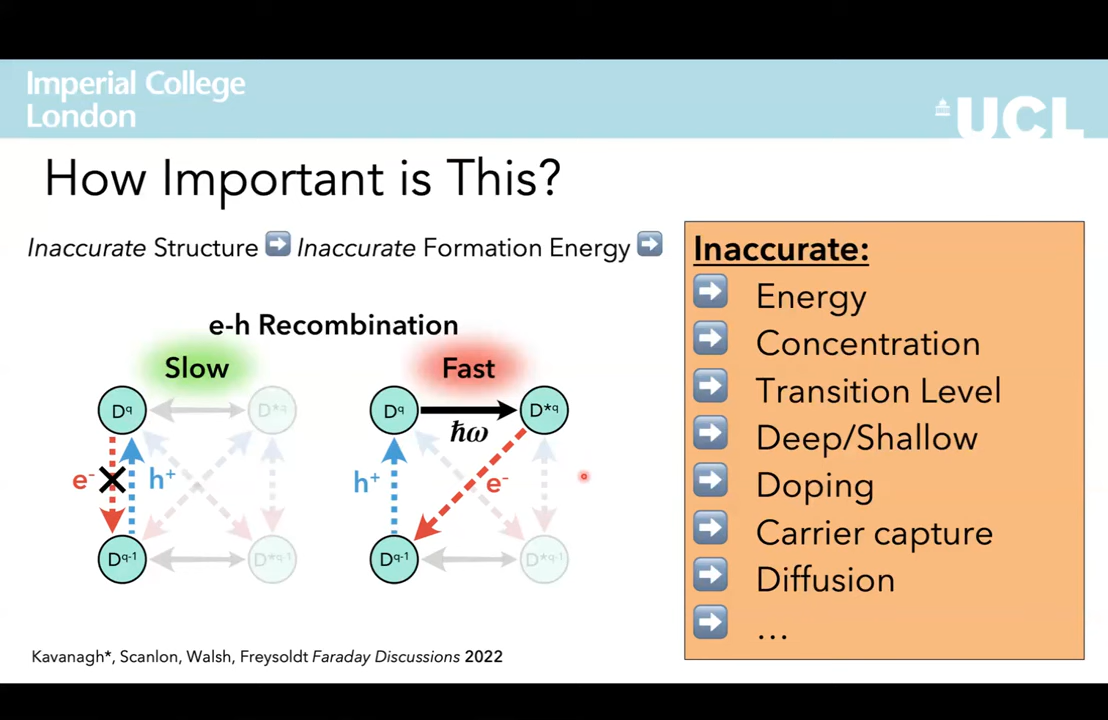 Imperial College
London
UCL
How Important is This?
Inaccurate Structure ➡ Inaccurate Formation Energy ➡
e-h Recombination
Slow
Fast
Dq
D*q
Dq
D*q
ħω
e-
h+
h+
e-
Dq-1
D*q-1
Dq-1
D*q-1
Inaccurate:
➡ Energy
➡ Concentration
➡ Transition Level
➡ Deep/Shallow
➡ Doping
➡ Carrier capture
➡ Diffusion
➡ ...
Kavanagh*, Scanlon, Walsh, Freysoldt Faraday Discussions 2022